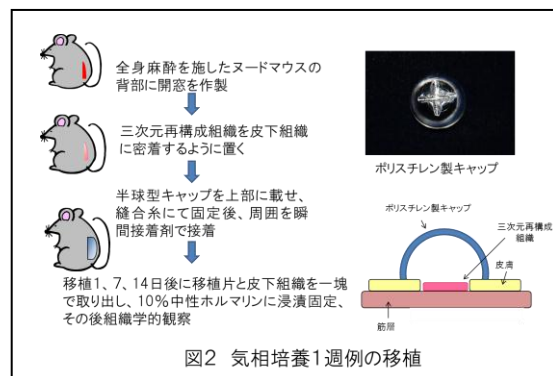 全身麻酔を施したヌードマウスの
背部に開窓を作製
三次元再構成組織を皮下組織
に密着するように置く
半球型キャップを上部に載せ、
縫合糸にて固定後、周囲を瞬
間接着剤で接着
移植1、7、14日後に移植片と皮下組織を一塊
で取り出し、10%中性ホルマリンに浸漬固定、
その後組織学的観察
ポリスチレン製キャップ
ポリスチレン製キャップ
三次元再構成
組織
皮膚
筋層
図2 気相培養1週例の移植